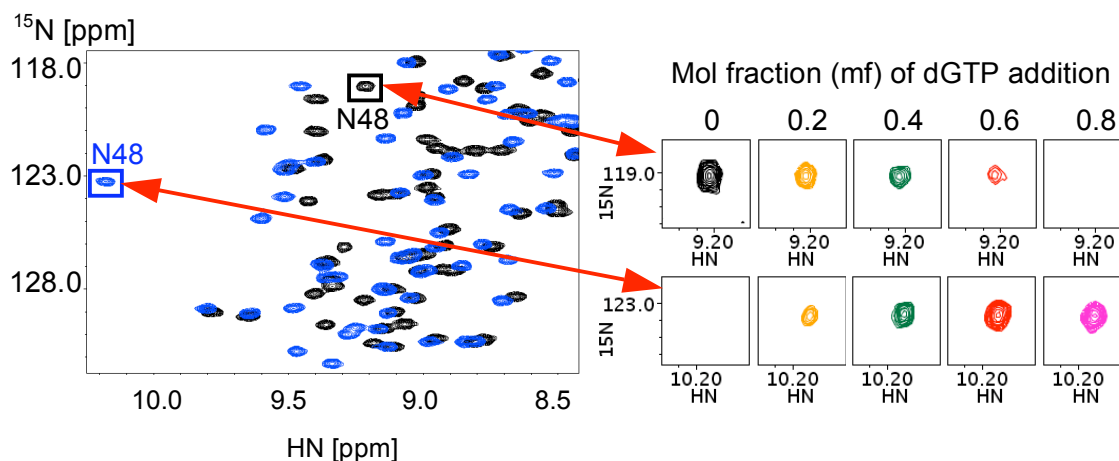 ¹⁵N [ppm]
118.0
123.0
128.0
N48
N48
10.0 9.5 9.0 8.5
HN [ppm]
Mol fraction (mf) of dGTP addition
0 0.2 0.4 0.6 0.8
119.0
15N
9.20 9.20 9.20 9.20 9.20
HN HN HN HN HN
123.0
15N
10.20 10.20 10.20 10.20 10.20
HN HN HN HN HN